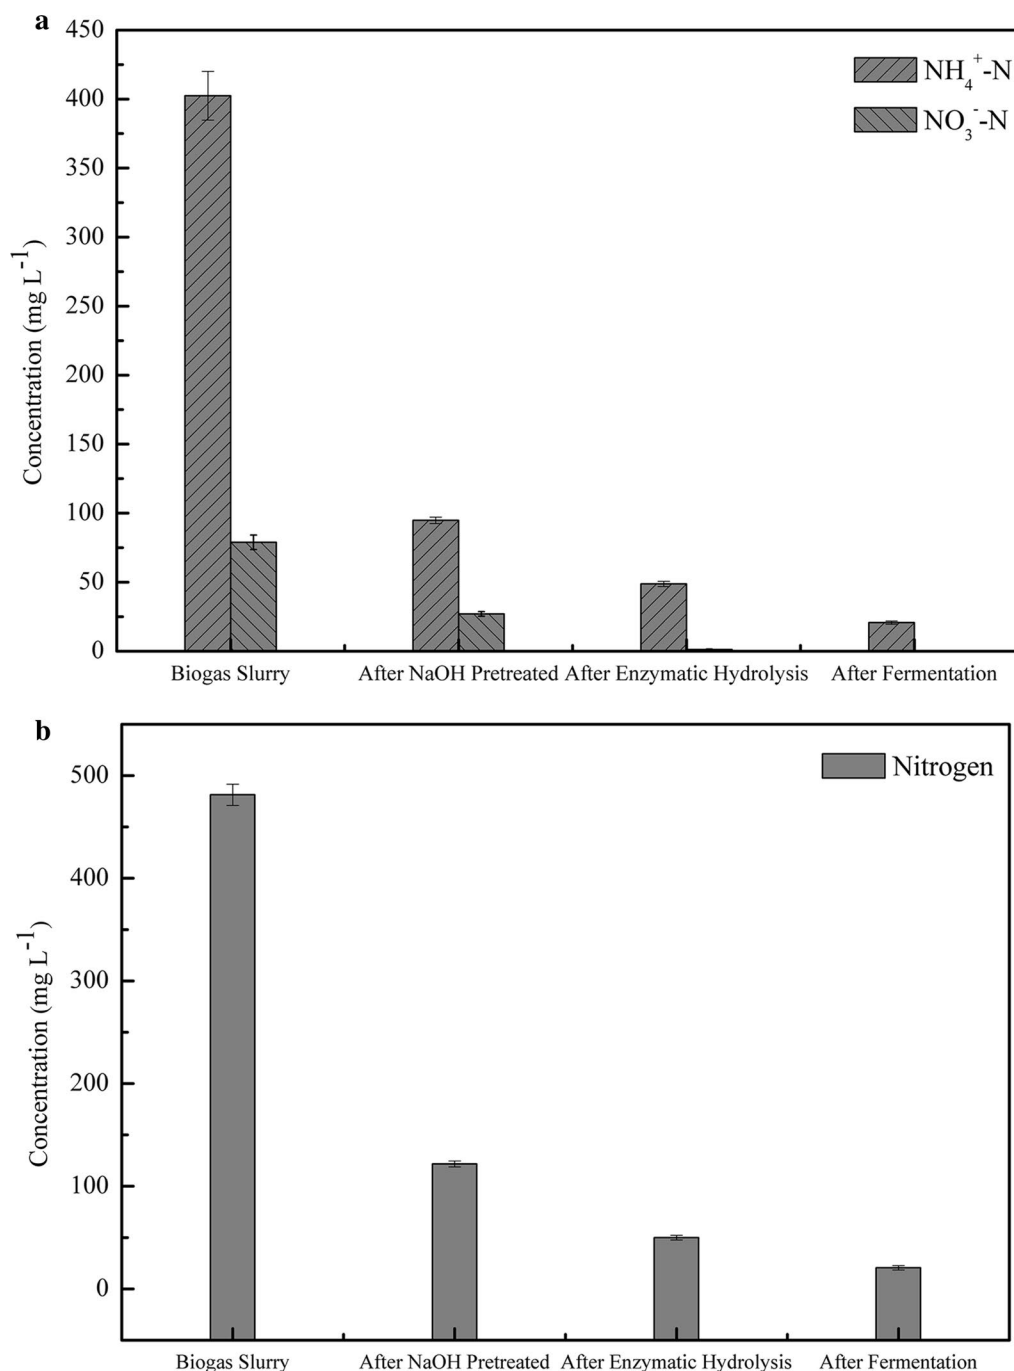 a
450
400
350
300
250
200
150
100
50
0
Concentration (mg L⁻¹)
NH₄⁺-N
NO₃⁻-N
Biogas Slurry
After NaOH Pretreated
After Enzymatic Hydrolysis
After Fermentation
b
500
400
300
200
100
0
Concentration (mg L⁻¹)
Nitrogen
Biogas Slurry
After NaOH Pretreated
After Enzymatic Hydrolysis
After Fermentation